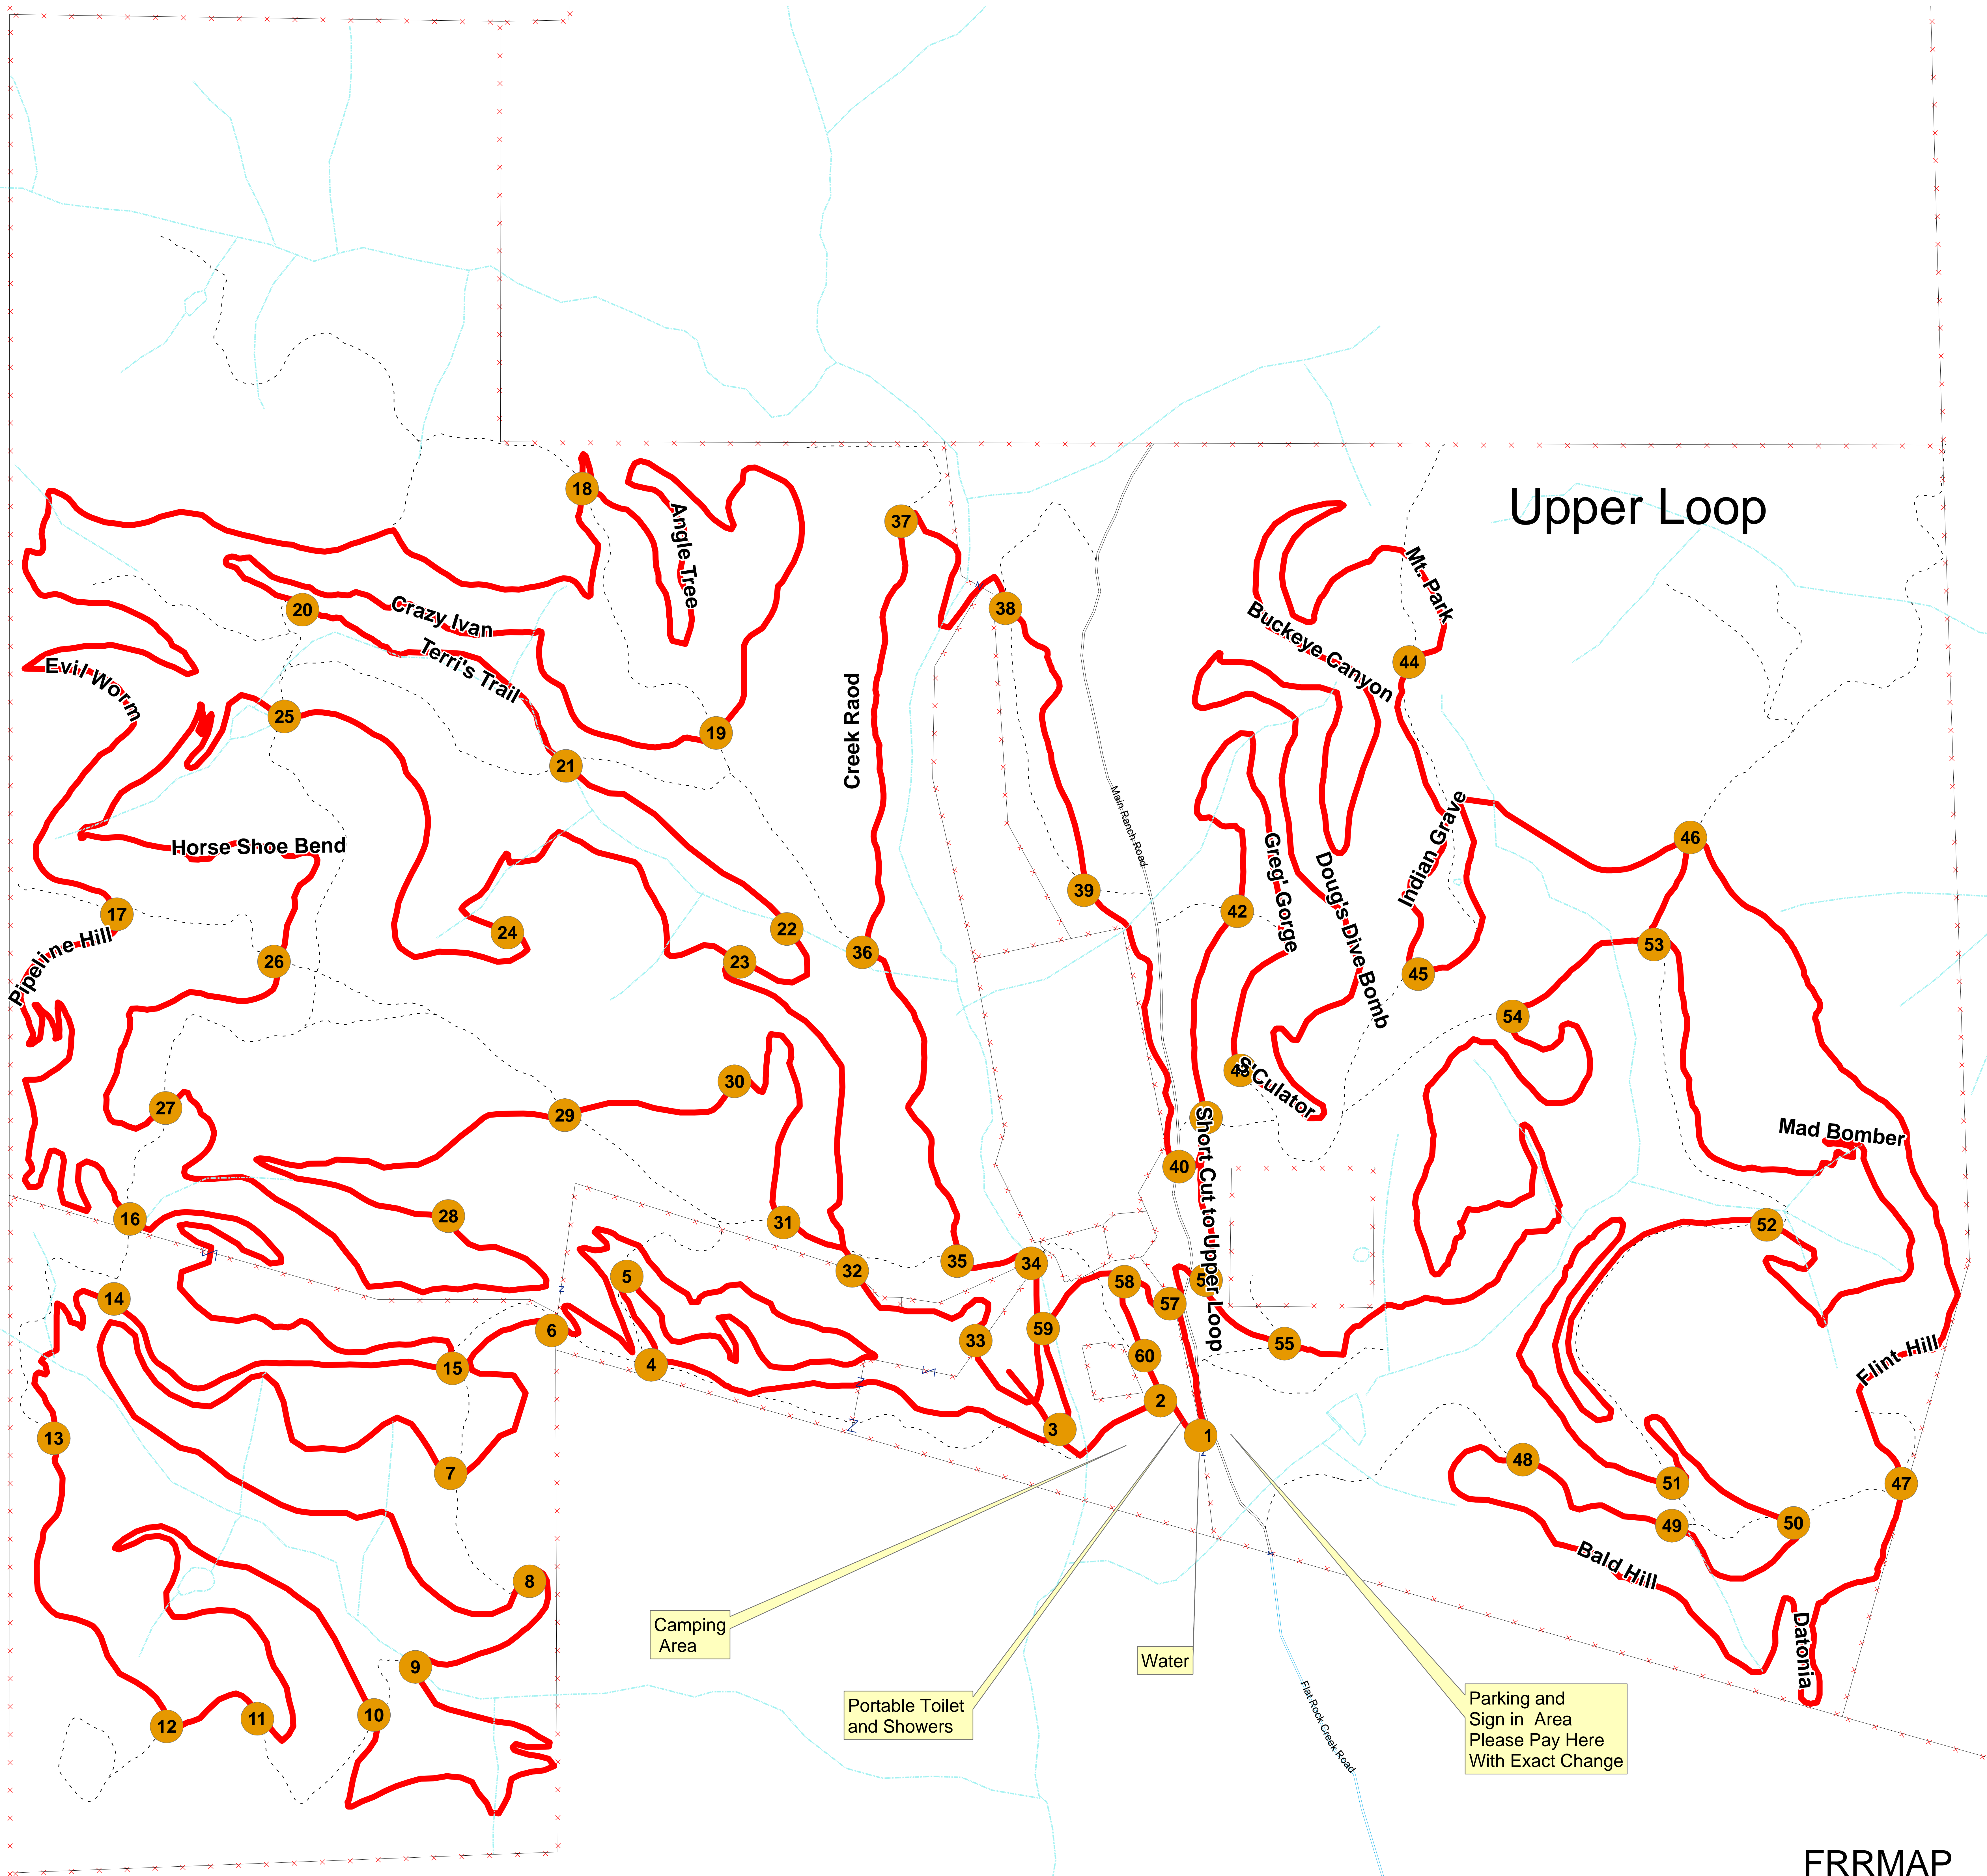 Upper Loop
18
37
Angle Tree
Mt. Park
20
38
Crazy Ivan
Buckeye Canyon
44
Terri's Trail
Evil Worm
25
19
Creek Raod
21
Main Ranch Road
Indian Grave
46
Horse Shoe Bend
39
Greg' Gorge
Doug's Dive Bomb
17
42
24
22
Pipeline Hill
53
36
26
23
45
54
43
S'Culator
30
27
29
Short Cut to Upper Loop
Mad Bomber
40
28
16
31
52
35
34
32
5
58
14
57
6
59
33
55
Flint Hill
60
4
15
2
1
3
13
48
7
51
47
50
49
Bald Hill
8
Camping
Area
Datonia
Water
9
Portable Toilet
and Showers
Flat Rock Creek Road
Parking and
Sign in Area
Please Pay Here
With Exact Change
10
11
12
FRRMAP